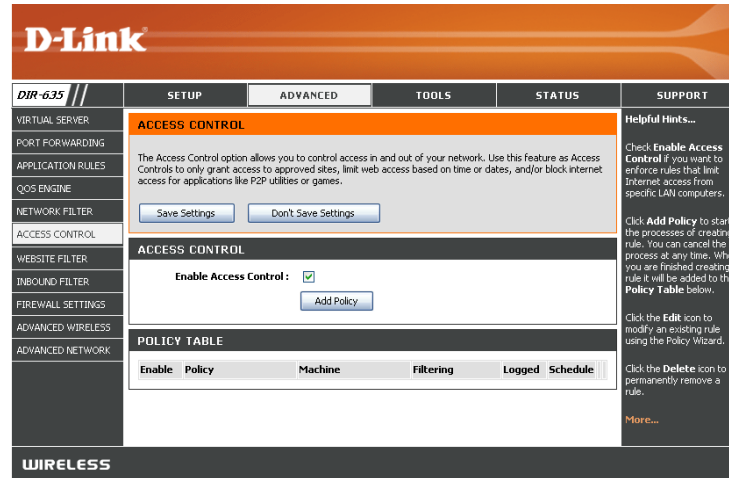 D-Link
DIR-635
SETUP
ADVANCED
TOOLS
STATUS
SUPPORT
VIRTUAL SERVER
PORT FORWARDING
APPLICATION RULES
QOS ENGINE
NETWORK FILTER
ACCESS CONTROL
WEBSITE FILTER
INBOUND FILTER
FIREWALL SETTINGS
ADVANCED WIRELESS
ADVANCED NETWORK
ACCESS CONTROL
The Access Control option allows you to control access in and out of your network. Use this feature as Access
Controls to only grant access to approved sites, limit web access based on time or dates, and/or block internet
access for applications like P2P utilities or games.
Save Settings
Don't Save Settings
ACCESS CONTROL
Enable Access Control :
Add Policy
POLICY TABLE
Enable Policy Machine Filtering Logged Schedule
Helpful Hints...
Check Enable Access
Control if you want to
enforce rules that limit
Internet access from
specific LAN computers.
Click Add Policy to star
the processes of creatin
rule. You can cancel the
process at any time. Wh
you are finished creating
rule it will be added to th
Policy Table below.
Click the Edit icon to
modify an existing rule
using the Policy Wizard.
Click the Delete icon to
permanently remove a
rule.
More...
WIRELESS